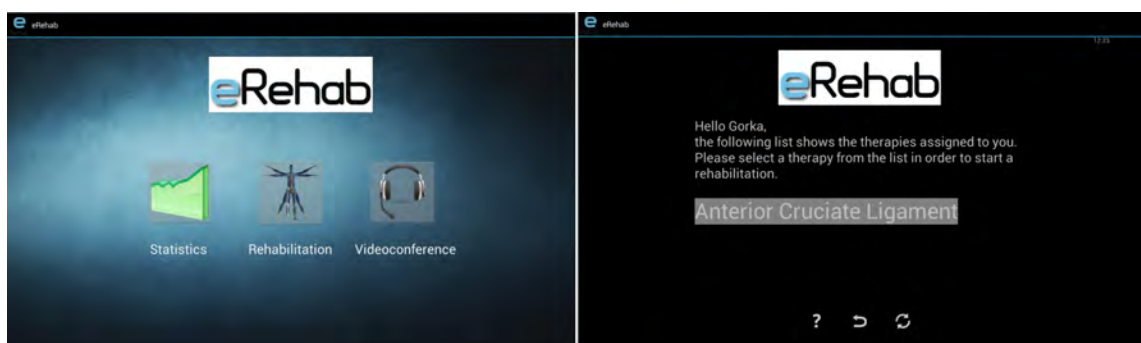 eRehab
eRehab
Statistics
Rehabilitation
Videoconference
eRehab
eRehab
Hello Gorka,
the following list shows the therapies assigned to you.
Please select a therapy from the list in order to start a
rehabilitation.
Anterior Cruciate Ligament
?